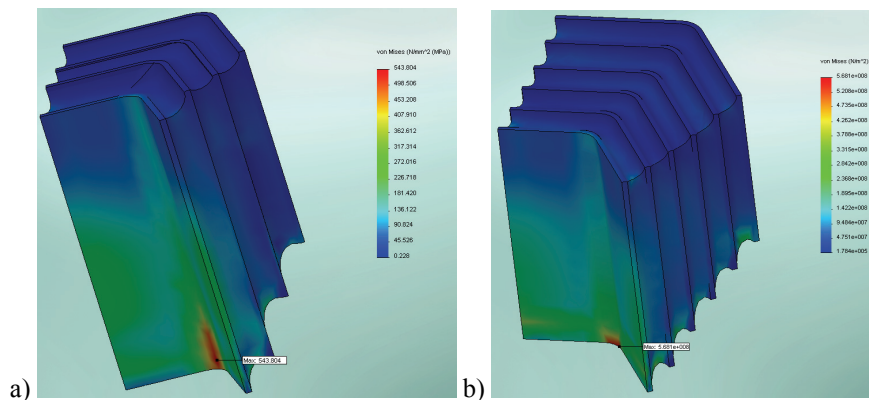 von Mises (N/mm^2 (MPa))
543.804
498.506
453.208
407.910
362.612
317.314
272.016
226.718
181.420
136.122
90.824
45.526
0.228
Max: 543.804
a)
von Mises (N/m^2)
5.681e+008
5.208e+008
4.735e+008
4.262e+008
3.788e+008
3.315e+008
2.842e+008
2.368e+008
1.895e+008
1.422e+008
9.484e+007
4.751e+007
1.784e+005
Max: 5.681e+008
b)